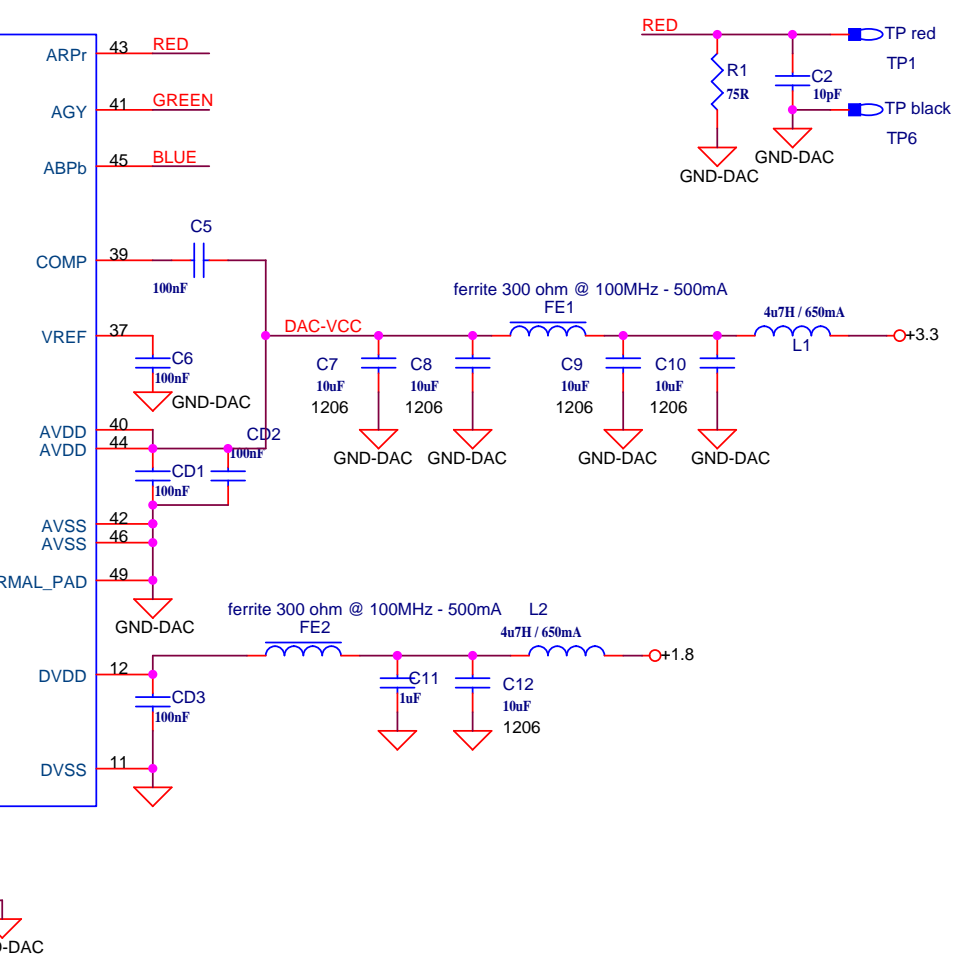 RED
TP red
TP1
R1
75R
C2
10pF
TP black
TP6
GND-DAC
GND-DAC
ARPr
43
RED
AGY
41
GREEN
ABPb
45
BLUE
C5
COMP
39
100nF
ferrite 300 ohm @ 100MHz - 500mA
FE1
4u7H / 650mA
L1
+3.3
VREF
37
DAC-VCC
C6
100nF
GND-DAC
C7
10uF
1206
C8
10uF
1206
C9
10uF
1206
C10
10uF
1206
GND-DAC
GND-DAC
GND-DAC
GND-DAC
AVDD
40
AVDD
44
CD2
100nF
CD1
100nF
AVSS
42
AVSS
46
RMAL_PAD
49
GND-DAC
ferrite 300 ohm @ 100MHz - 500mA
FE2
L2
4u7H / 650mA
+1.8
DVDD
12
CD3
100nF
C11
1uF
C12
10uF
1206
DVSS
11
-DAC